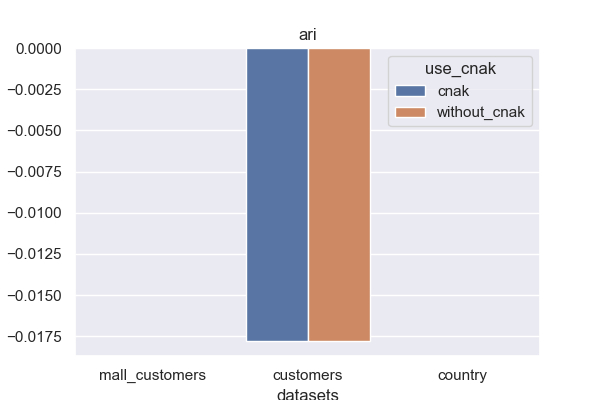 ari
0.0000
−0.0025
−0.0050
−0.0075
−0.0100
−0.0125
−0.0150
−0.0175
use_cnak
cnak
without_cnak
mall_customers customers country
datasets